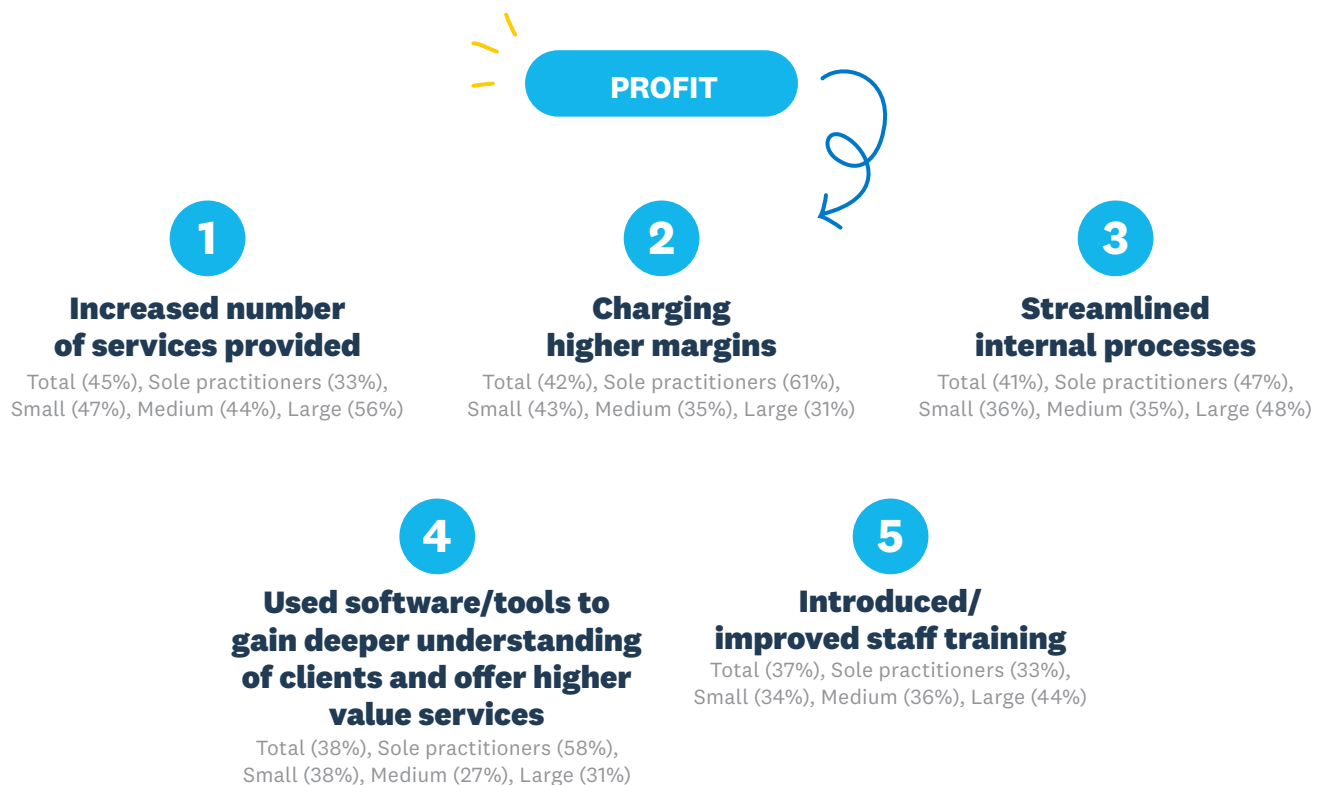 PROFIT
1
Increased number
of services provided
Total (45%), Sole practitioners (33%),
Small (47%), Medium (44%), Large (56%)
2
Charging
higher margins
Total (42%), Sole practitioners (61%),
Small (43%), Medium (35%), Large (31%)
3
Streamlined
internal processes
Total (41%), Sole practitioners (47%),
Small (36%), Medium (35%), Large (48%)
4
Used software/tools to
gain deeper understanding
of clients and offer higher
value services
Total (38%), Sole practitioners (58%),
Small (38%), Medium (27%), Large (31%)
5
Introduced/
improved staff training
Total (37%), Sole practitioners (33%),
Small (34%), Medium (36%), Large (44%)